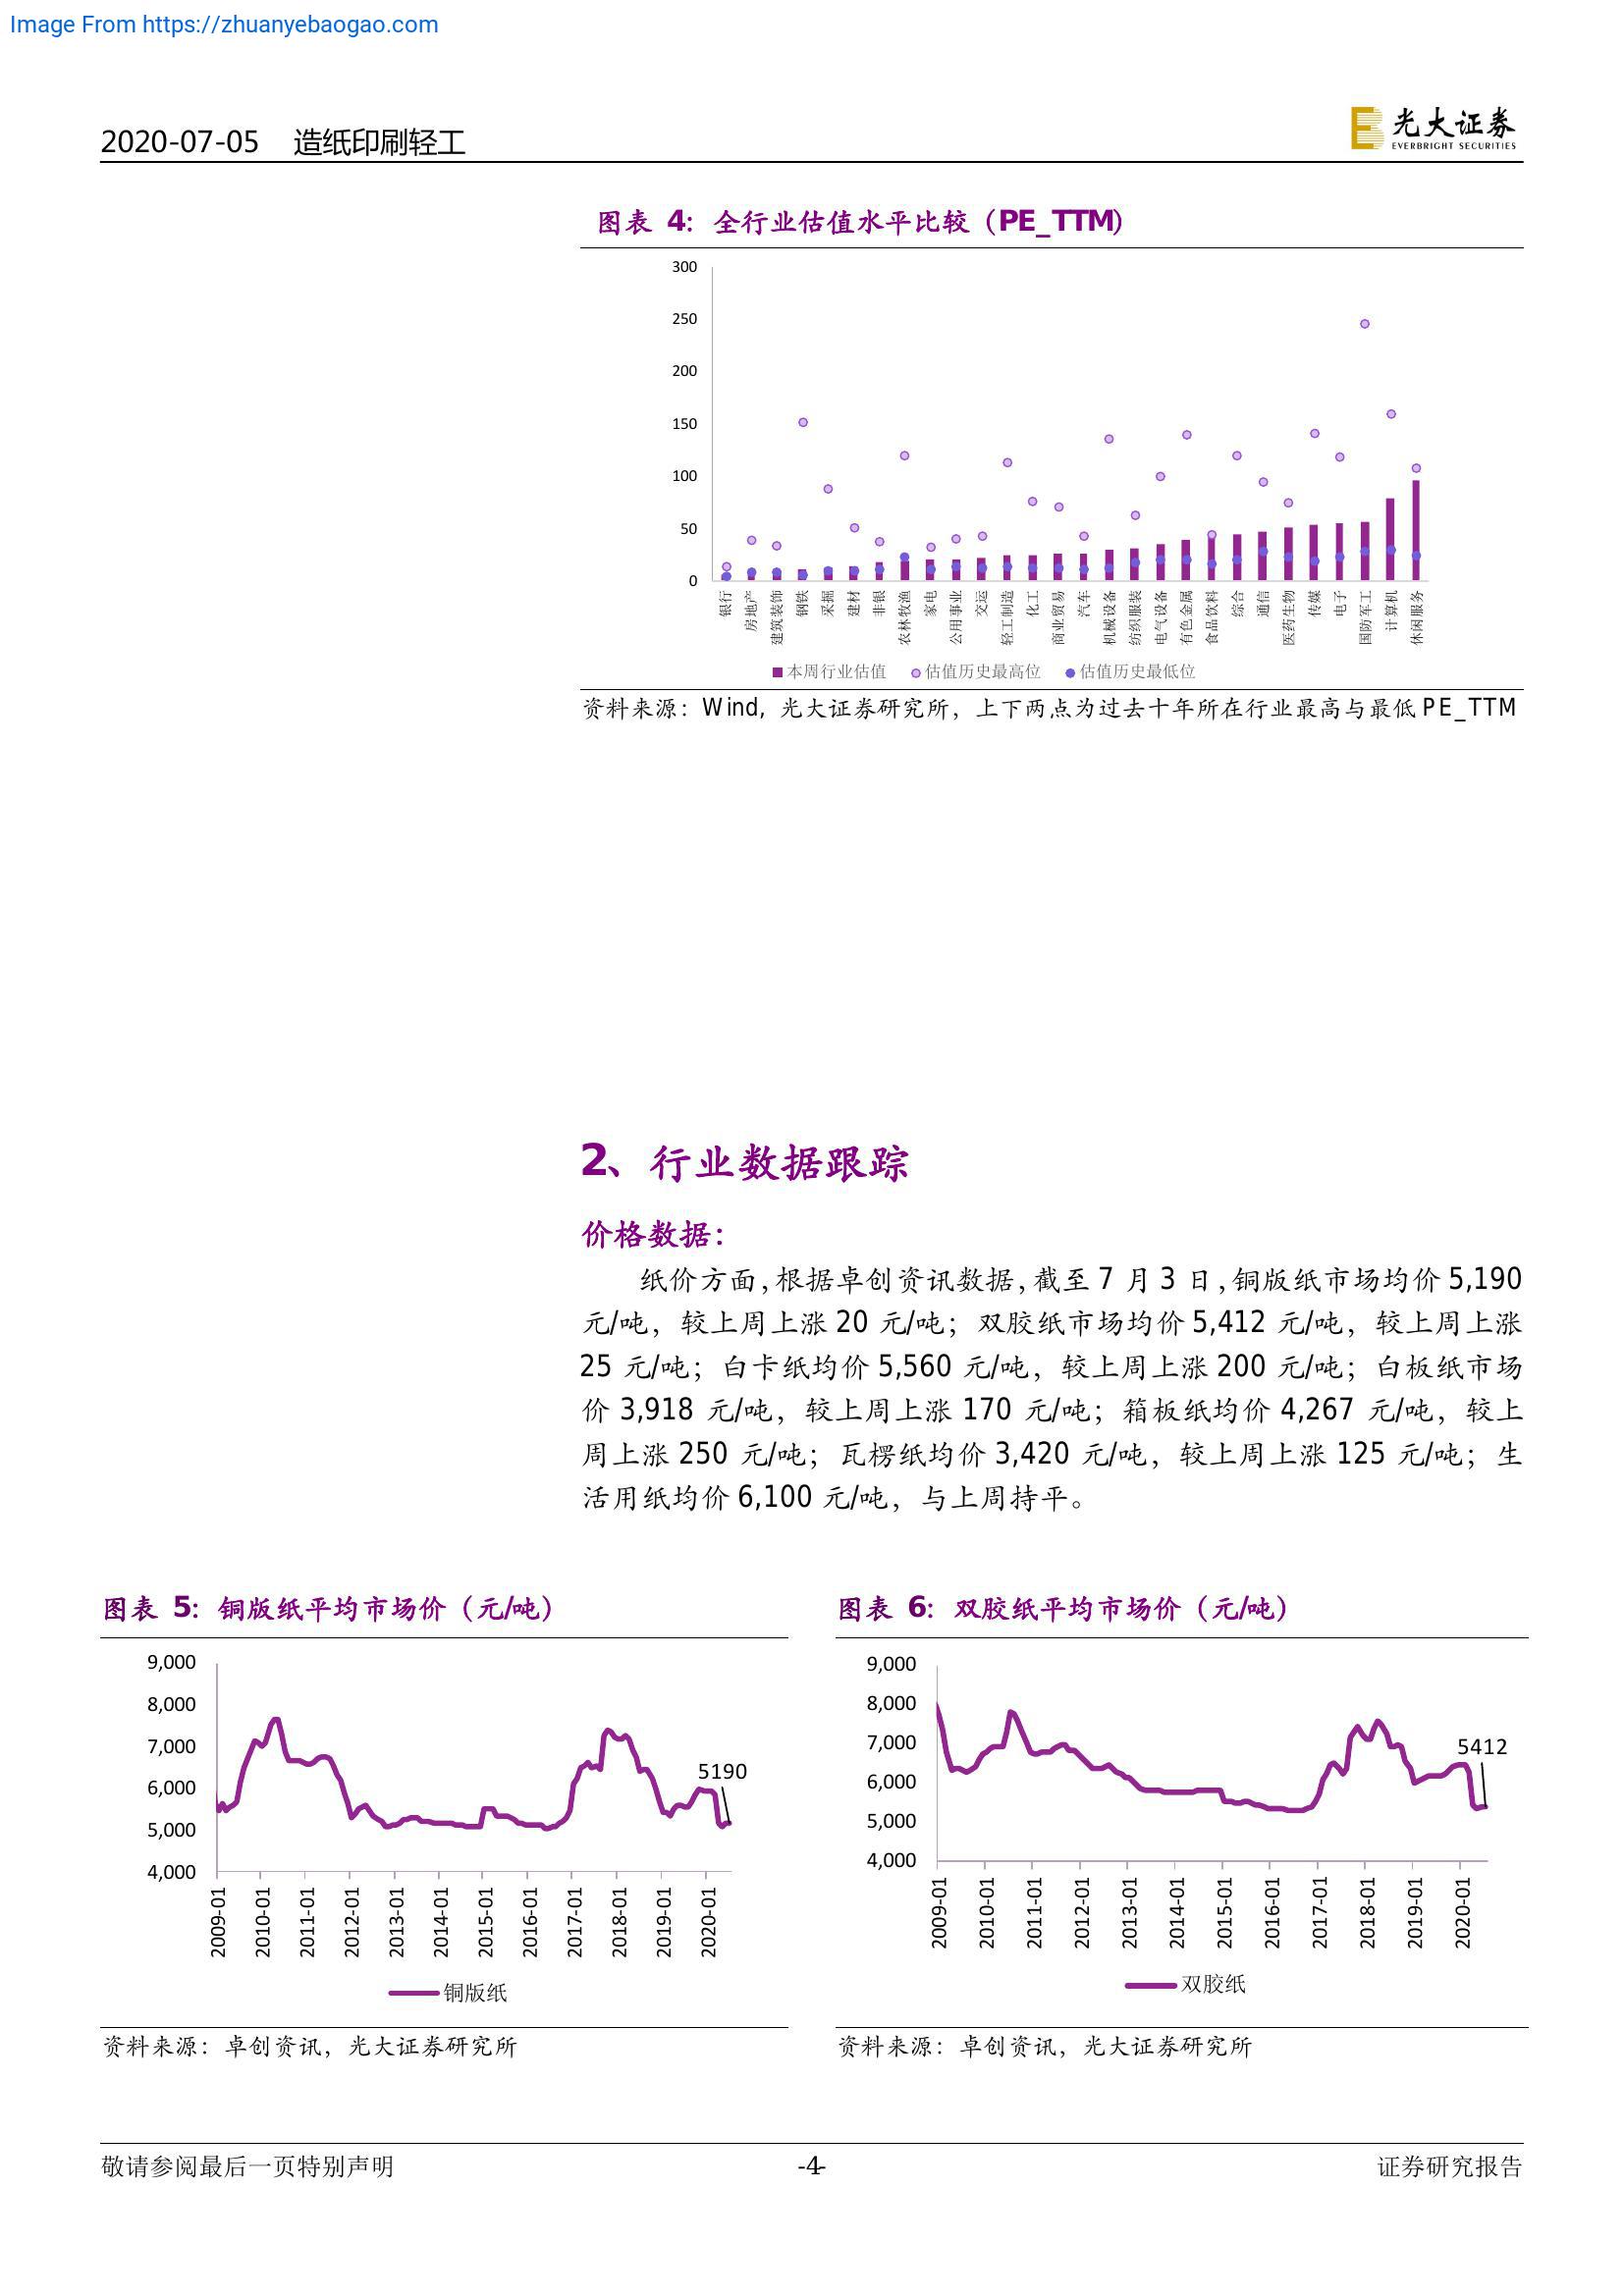 Image From https://zhuanyebaogao.com
2020-07-05 造纸印刷轻工
光大证券
EVERBRIGHT SECURITIES
图表 4：全行业估值水平比较（PE_TTM）
300
250
200
150
100
50
0
银行
房地产
建筑装饰
钢铁
采掘
建材
非银
农林牧渔
家电
公用事业
交运
轻工制造
化工
商业贸易
汽车
机械设备
纺织服装
电气设备
有色金属
食品饮料
综合
通信
医药生物
传媒
电子
国防军工
计算机
休闲服务
本周行业估值 估值历史最高位 估值历史最低位
资料来源：Wind，光大证券研究所，上下两点为过去十年所在行业最高与最低 PE_TTM
2、行业数据跟踪
价格数据：
纸价方面，根据卓创资讯数据，截至 7 月 3 日，铜版纸市场均价 5,190
元/吨，较上周上涨 20 元/吨；双胶纸市场均价 5,412 元/吨，较上周上涨
25 元/吨；白卡纸均价 5,560 元/吨，较上周上涨 200 元/吨；白板纸市场
价 3,918 元/吨，较上周上涨 170 元/吨；箱板纸均价 4,267 元/吨，较上
周上涨 250 元/吨；瓦楞纸均价 3,420 元/吨，较上周上涨 125 元/吨；生
活用纸均价 6,100 元/吨，与上周持平。
图表 5：铜版纸平均市场价（元/吨）
9,000
8,000
7,000
6,000
5,000
4,000
5190
2009-01
2010-01
2011-01
2012-01
2013-01
2014-01
2015-01
2016-01
2017-01
2018-01
2019-01
2020-01
铜版纸
资料来源：卓创资讯，光大证券研究所
图表 6：双胶纸平均市场价（元/吨）
9,000
8,000
7,000
6,000
5,000
4,000
5412
2009-01
2010-01
2011-01
2012-01
2013-01
2014-01
2015-01
2016-01
2017-01
2018-01
2019-01
2020-01
双胶纸
资料来源：卓创资讯，光大证券研究所
敬请参阅最后一页特别声明
-4-
证券研究报告